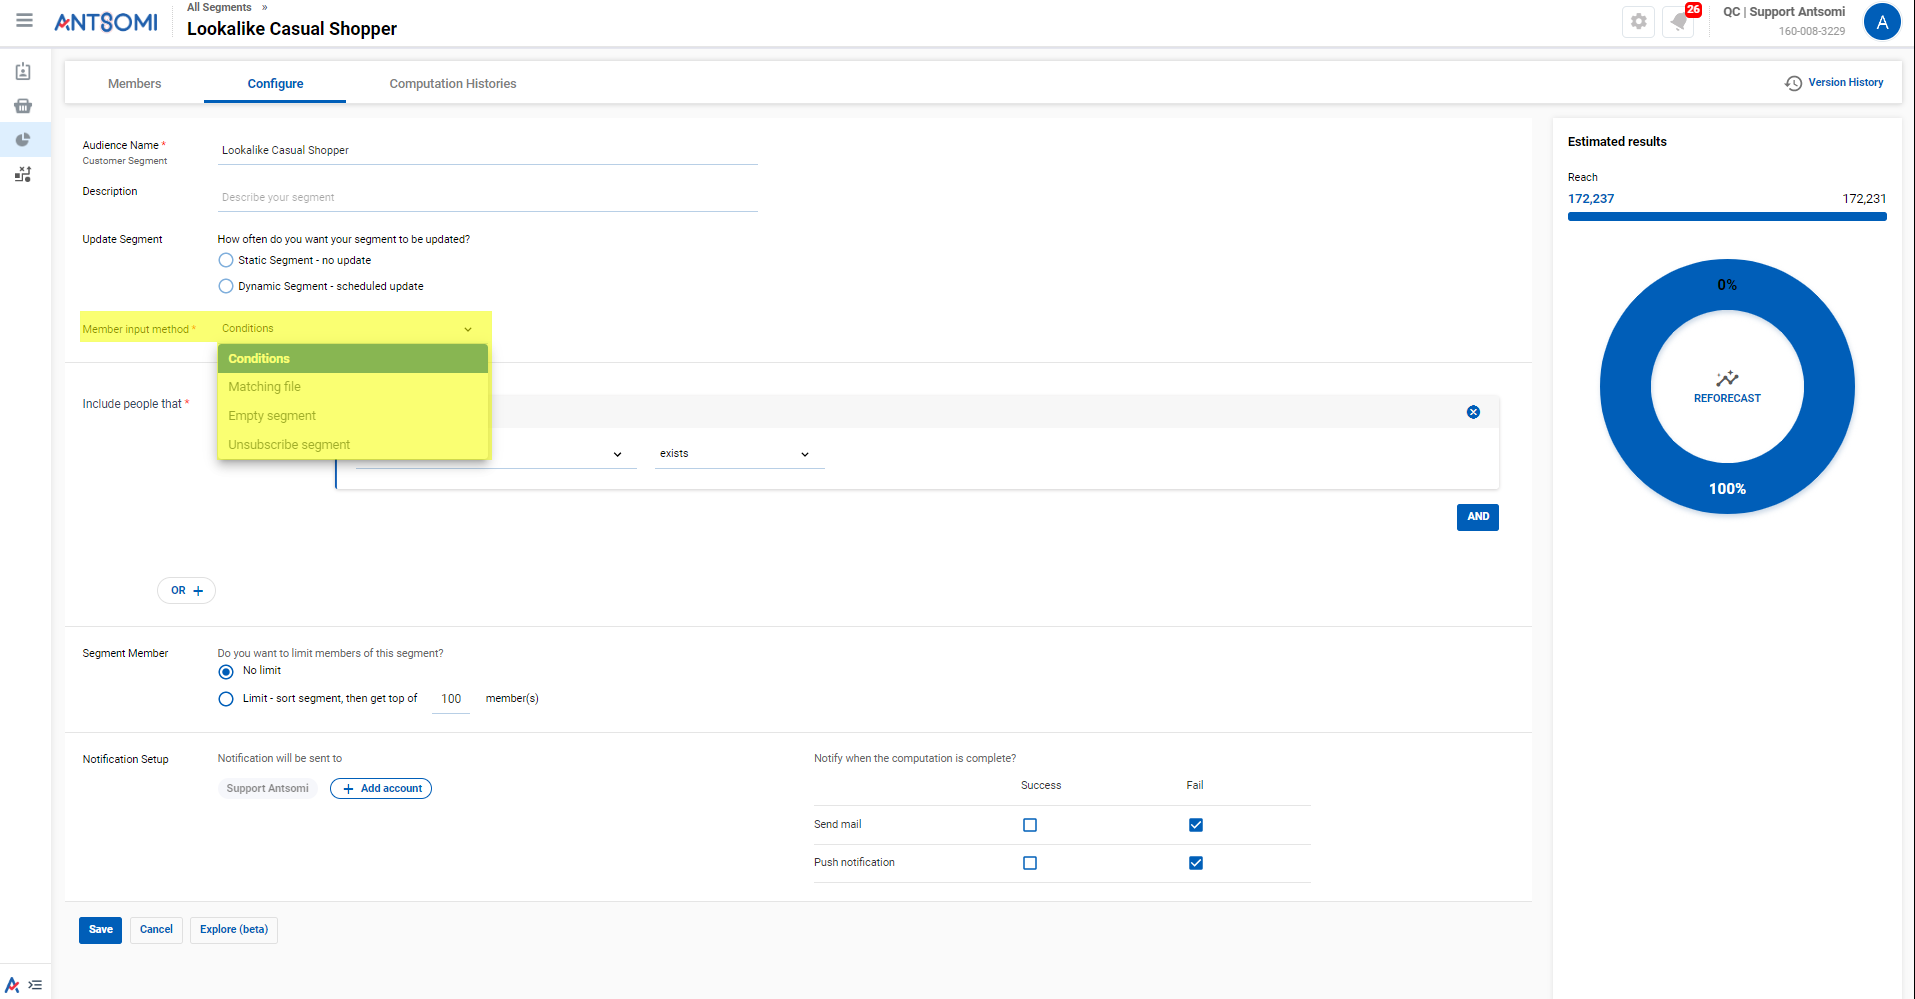 ANTSOMI
All Segments »
Lookalike Casual Shopper
26
QC | Support Antsomi
160-008-3229
A
Members
Configure
Computation Histories
Version History
Audience Name *
Customer Segment
Lookalike Casual Shopper
Description
Describe your segment
Update Segment
How often do you want your segment to be updated?
Static Segment - no update
Dynamic Segment - scheduled update
Member input method *
Conditions
Conditions
Matching file
Empty segment
Unsubscribe segment
Include people that *
exists
AND
OR +
Segment Member
Do you want to limit members of this segment?
No limit
Limit - sort segment, then get top of 100 member(s)
Notification Setup
Notification will be sent to
Support Antsomi
+ Add account
Notify when the computation is complete?
Success
Fail
Send mail
Push notification
Save
Cancel
Explore (beta)
Estimated results
Reach
172,237
172,231
0%
REFORECAST
100%